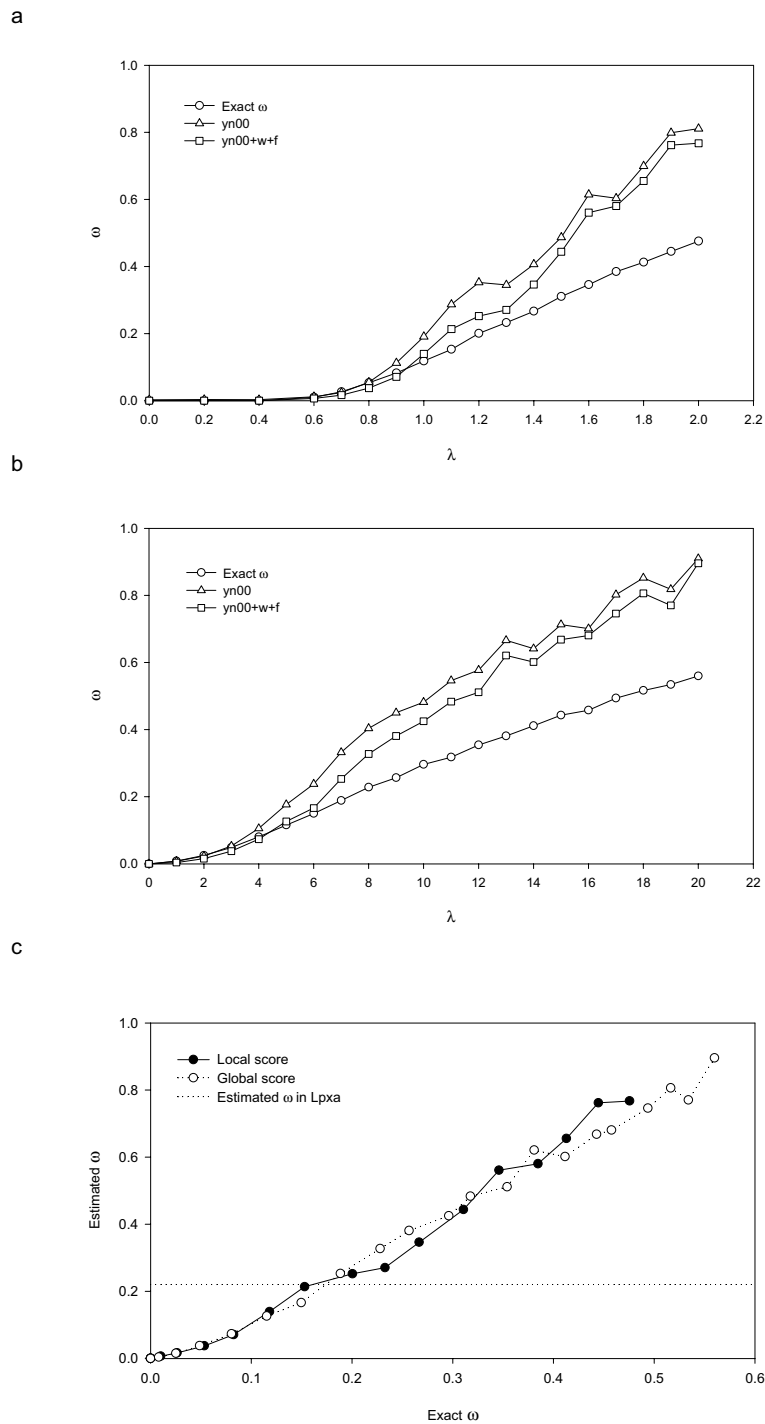 a
1.0
0.8
0.6
0.4
0.2
0.0
ω
Exact ω
yn00
yn00+w+f
0.0 0.2 0.4 0.6 0.8 1.0 1.2 1.4 1.6 1.8 2.0 2.2
λ
b
1.0
0.8
0.6
0.4
0.2
0.0
ω
Exact ω
yn00
yn00+w+f
0 2 4 6 8 10 12 14 16 18 20 22
λ
c
1.0
0.8
0.6
0.4
0.2
0.0
Estimated ω
Local score
Global score
Estimated ω in Lpxa
0.0 0.1 0.2 0.3 0.4 0.5 0.6
Exact ω